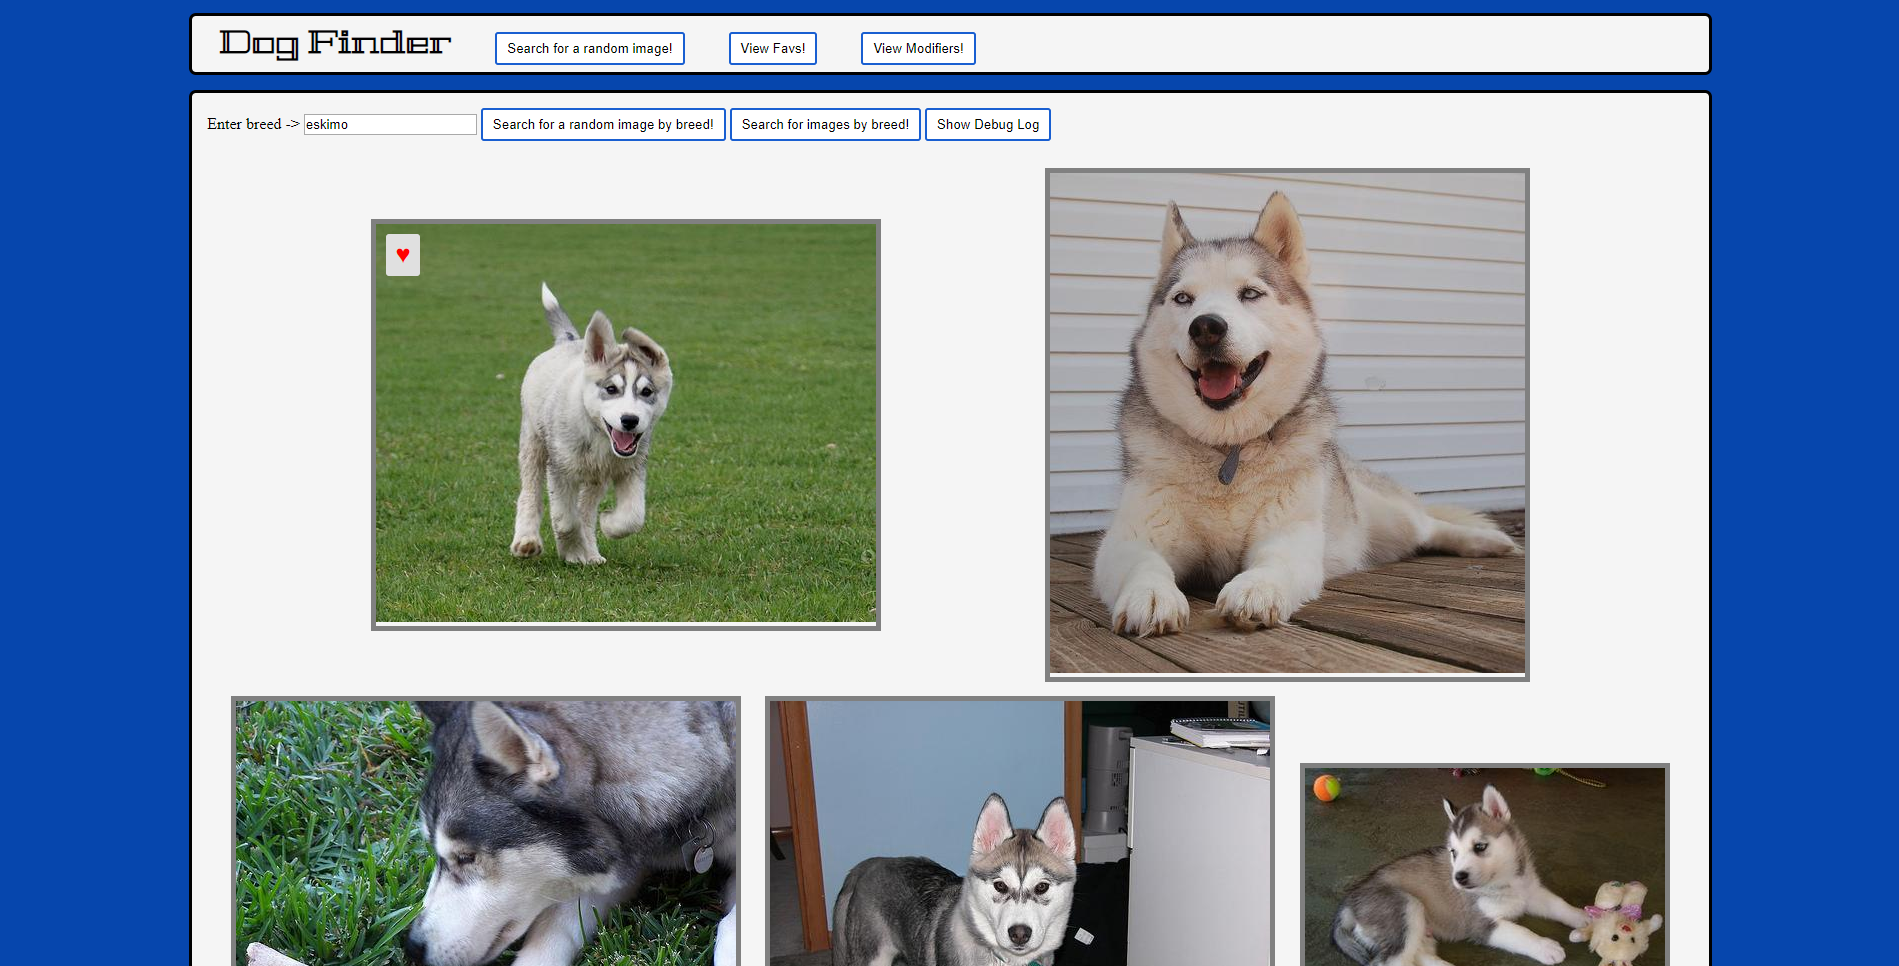 Dog Finder
Search for a random image!
View Favs!
View Modifiers!
Enter breed -> eskimo
Search for a random image by breed!
Search for images by breed!
Show Debug Log
♥